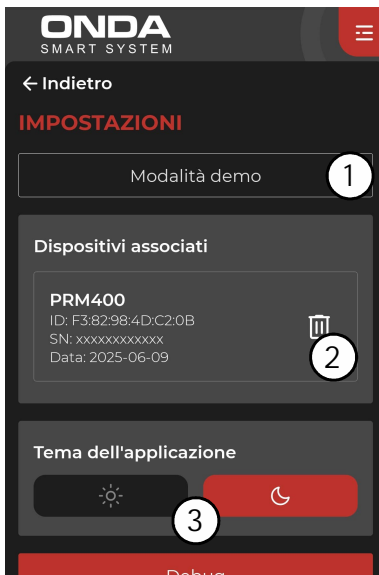 ONDA
SMART SYSTEM
Indietro
IMPOSTAZIONI
Modalità demo
1
Dispositivi associati
PRM400
ID: F3:82:98:4D:C2:0B
SN: xxxxxxxxxxxx
Data: 2025-06-09
2
Tema dell'applicazione
3
Debug